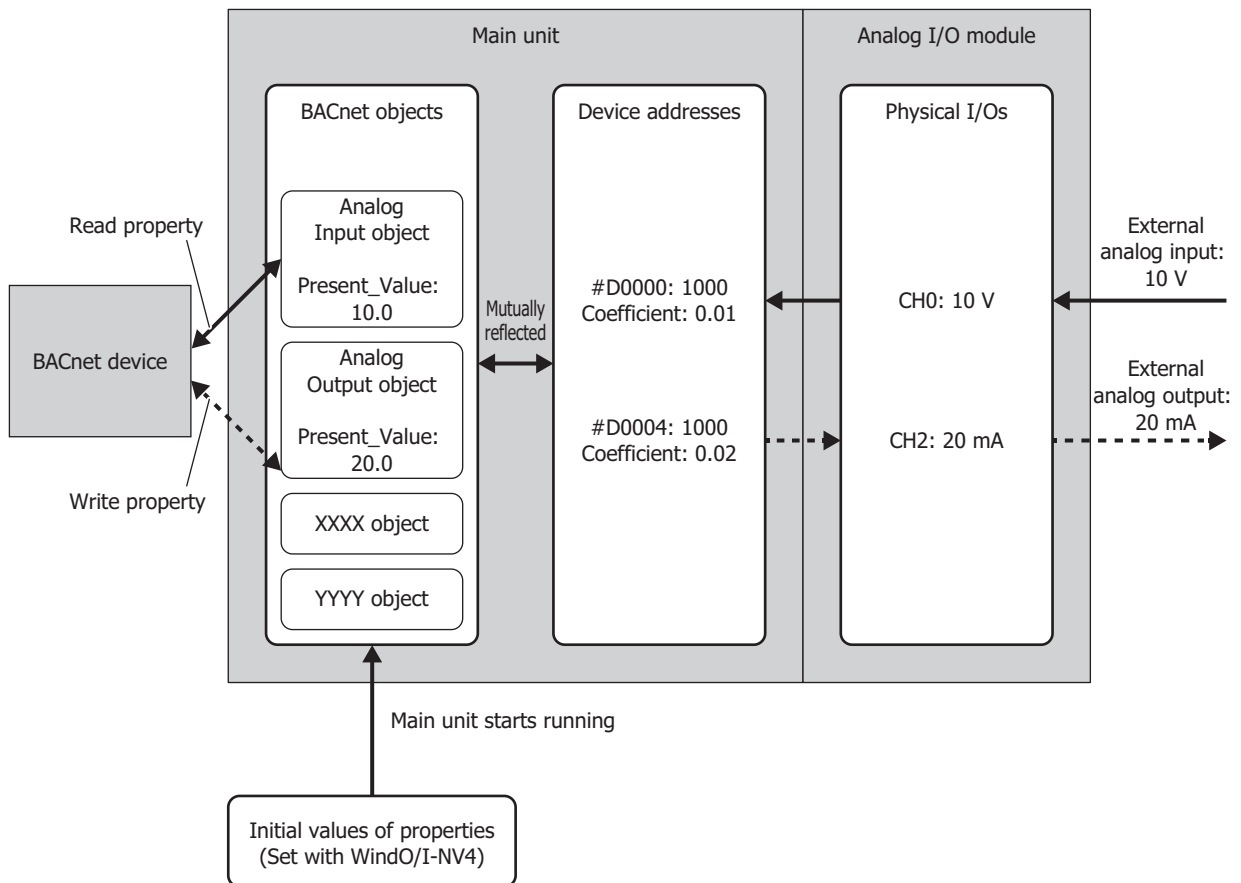 Main unit
Analog I/O module
BACnet objects
Device addresses
Physical I/Os
Read property
Analog
Input object
Present_Value:
10.0
#D0000: 1000
Coefficient: 0.01
CH0: 10 V
External
analog input:
10 V
Mutually
reflected
BACnet device
Analog
Output object
Present_Value:
20.0
#D0004: 1000
Coefficient: 0.02
CH2: 20 mA
External
analog output:
20 mA
Write property
XXXX object
YYYY object
Main unit starts running
Initial values of properties
(Set with WindO/I-NV4)